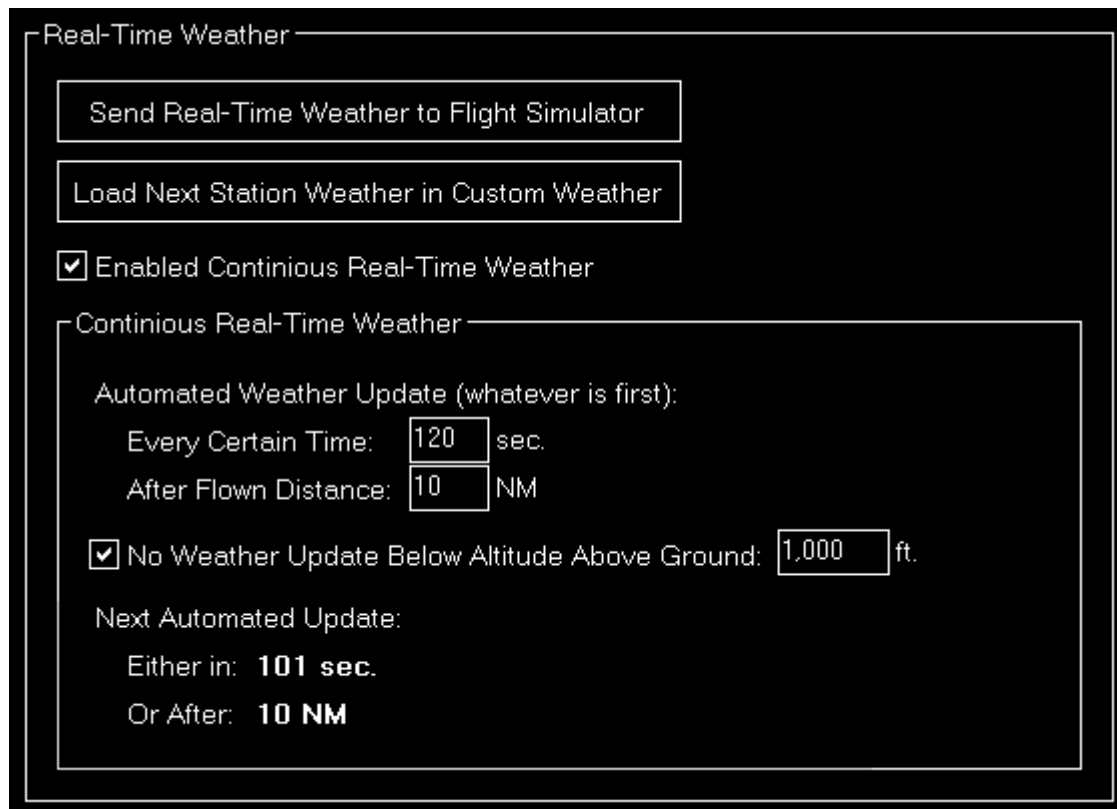 Real-Time Weather
Send Real-Time Weather to Flight Simulator
Load Next Station Weather in Custom Weather
Enabled Continious Real-Time Weather
Continious Real-Time Weather
Automated Weather Update (whatever is first):
Every Certain Time: 120 sec.
After Flown Distance: 10 NM
No Weather Update Below Altitude Above Ground: 1,000 ft.
Next Automated Update:
Either in: 101 sec.
Or After: 10 NM